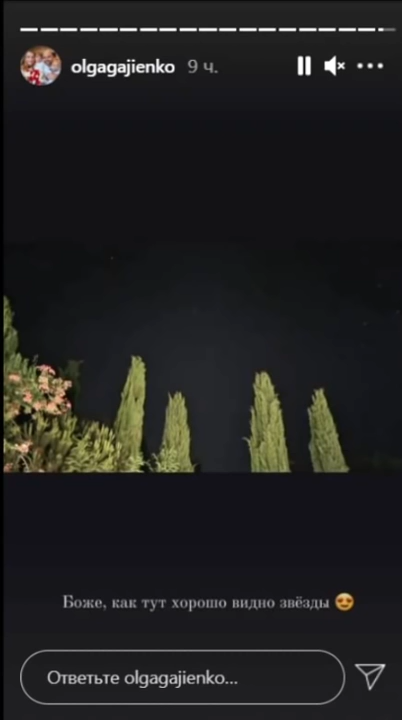 olgagajienko 9 ч.
Боже, как тут хорошо видно звёзды 😍
Ответьте olgagajienko...